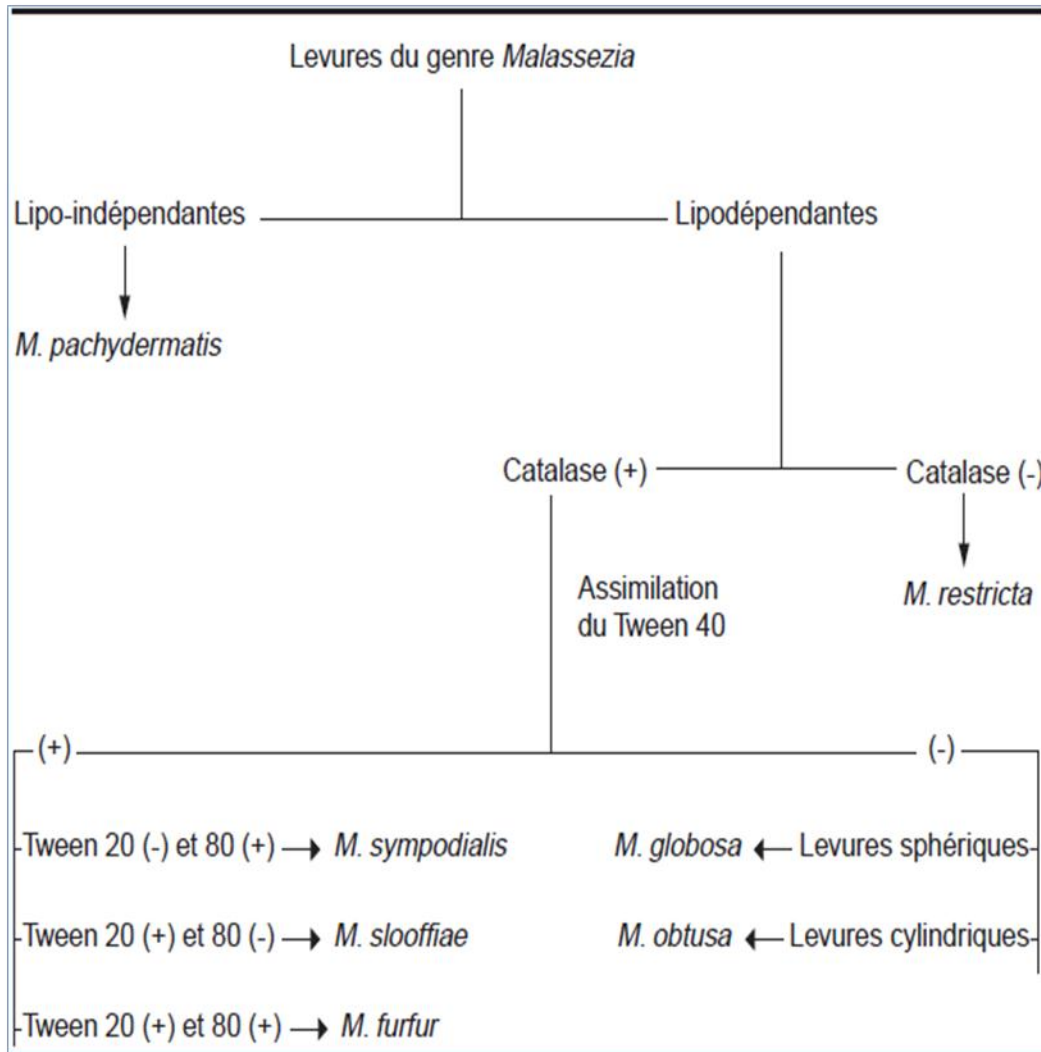 Levures du genre Malassezia
Lipo-indépendantes
Lipodépendantes
M. pachydermatis
Catalase (+)
Catalase (-)
Assimilation
du Tween 40
M. restricta
(+)
(-)
Tween 20 (-) et 80 (+)
M. sympodialis
M. globosa
Levures sphériques
Tween 20 (+) et 80 (-)
M. slooffiae
M. obtusa
Levures cylindriques
Tween 20 (+) et 80 (+)
M. furfur